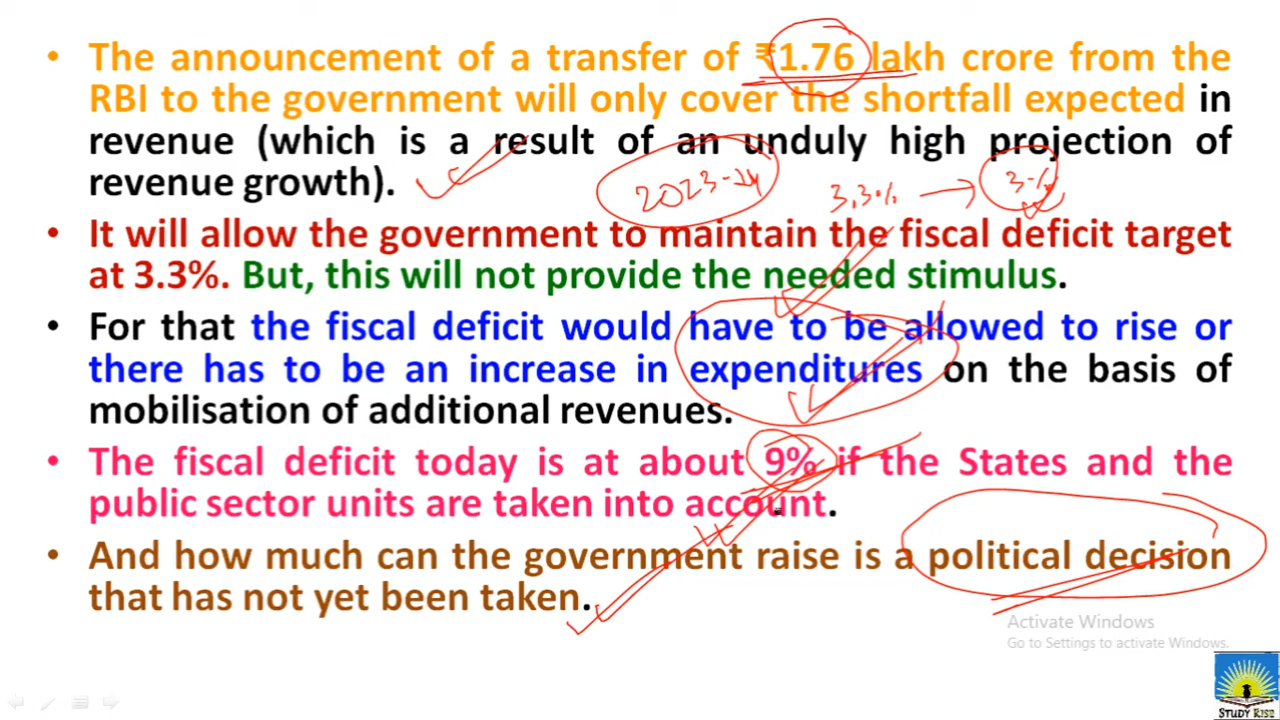 • The announcement of a transfer of ₹1.76 lakh crore from the
RBI to the government will only cover the shortfall expected in
revenue (which is a result of an unduly high projection of
revenue growth).
2023-24
3.3% → 3%
• It will allow the government to maintain the fiscal deficit target
at 3.3%. But, this will not provide the needed stimulus.
• For that the fiscal deficit would have to be allowed to rise or
there has to be an increase in expenditures on the basis of
mobilisation of additional revenues.
• The fiscal deficit today is at about 9% if the States and the
public sector units are taken into account.
• And how much can the government raise is a political decision
that has not yet been taken.
Activate Windows
Go to Settings to activate Windows.
STUDY RISE